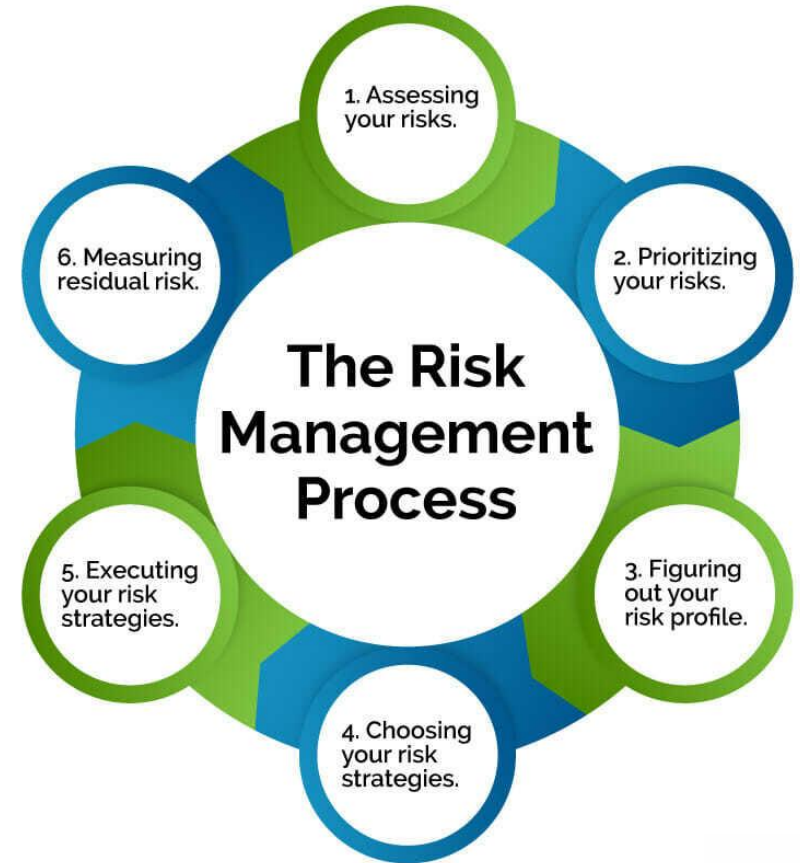 1. Assessing
your risks.
2. Prioritizing
your risks.
3. Figuring
out your
risk profile.
4. Choosing
your risk
strategies.
5. Executing
your risk
strategies.
6. Measuring
residual risk.
The Risk
Management
Process